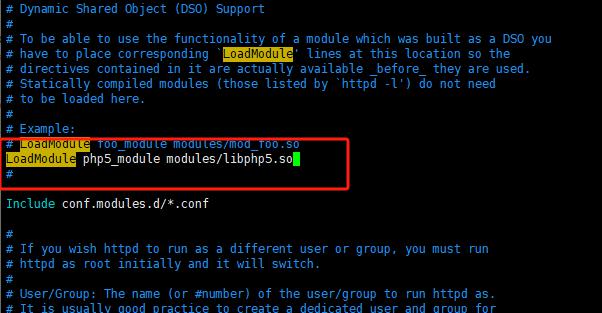 # Dynamic Shared Object (DSO) Support
#
# To be able to use the functionality of a module which was built as a DSO you
# have to place corresponding `LoadModule' lines at this location so the
# directives contained in it are actually available _before_ they are used.
# Statically compiled modules (those listed by `httpd -l') do not need
# to be loaded here.
#
# Example:
# LoadModule foo_module modules/mod_foo.so
LoadModule php5_module modules/libphp5.so
#
Include conf.modules.d/*.conf
#
# If you wish httpd to run as a different user or group, you must run
# httpd as root initially and it will switch.
#
# User/Group: The name (or #number) of the user/group to run httpd as.
# It is usually good practice to create a dedicated user and group for